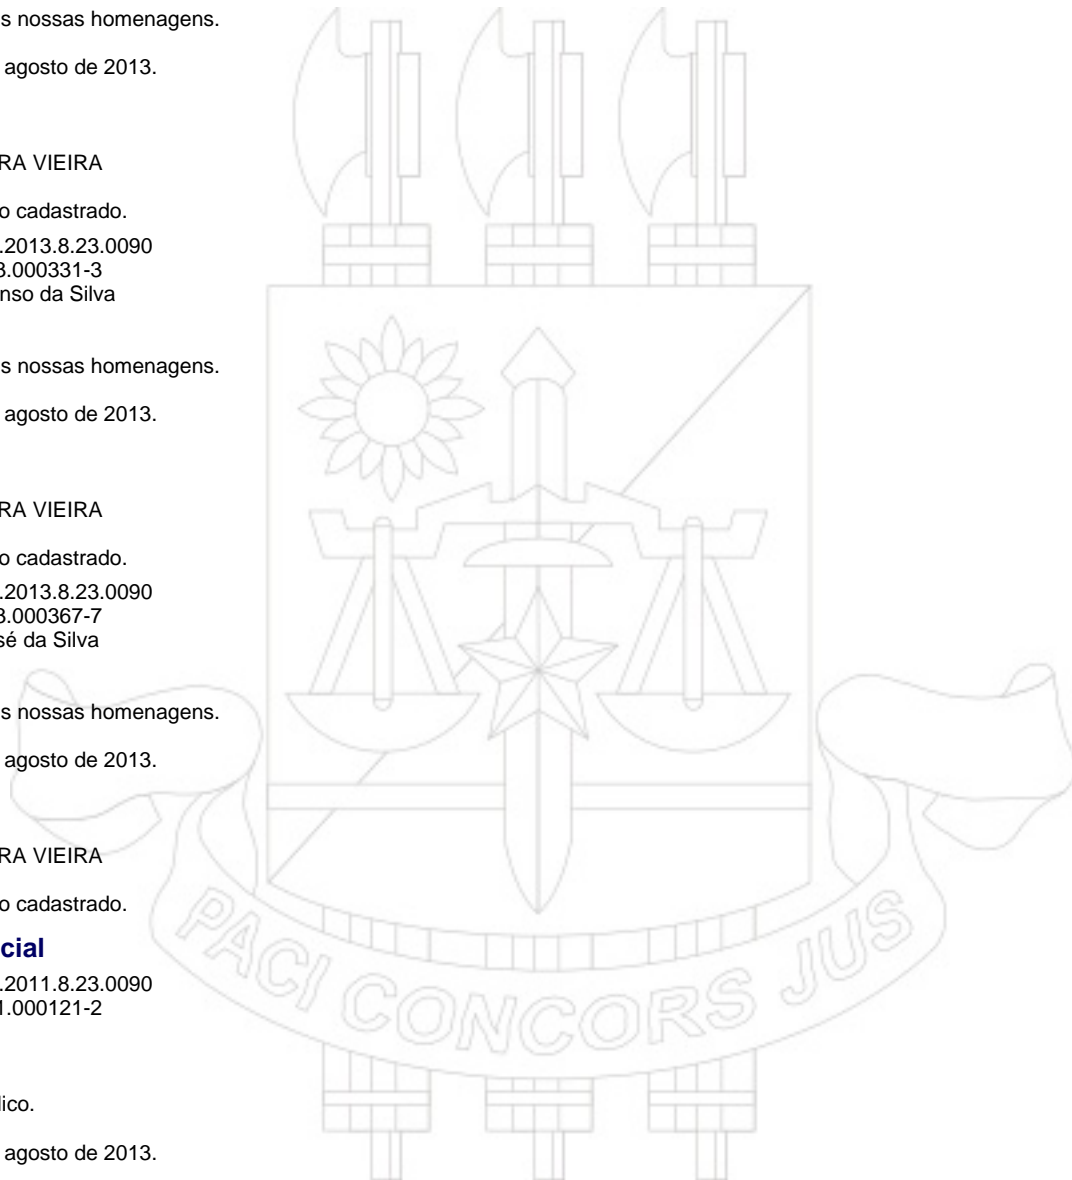 s nossas homenagens.
agosto de 2013.
RA VIEIRA
o cadastrado.
.2013.8.23.0090
3.000331-3
nso da Silva
s nossas homenagens.
agosto de 2013.
RA VIEIRA
o cadastrado.
.2013.8.23.0090
3.000367-7
sé da Silva
s nossas homenagens.
agosto de 2013.
RA VIEIRA
o cadastrado.
cial
.2011.8.23.0090
1.000121-2
lico.
agosto de 2013.
PACI CONCORS JUS